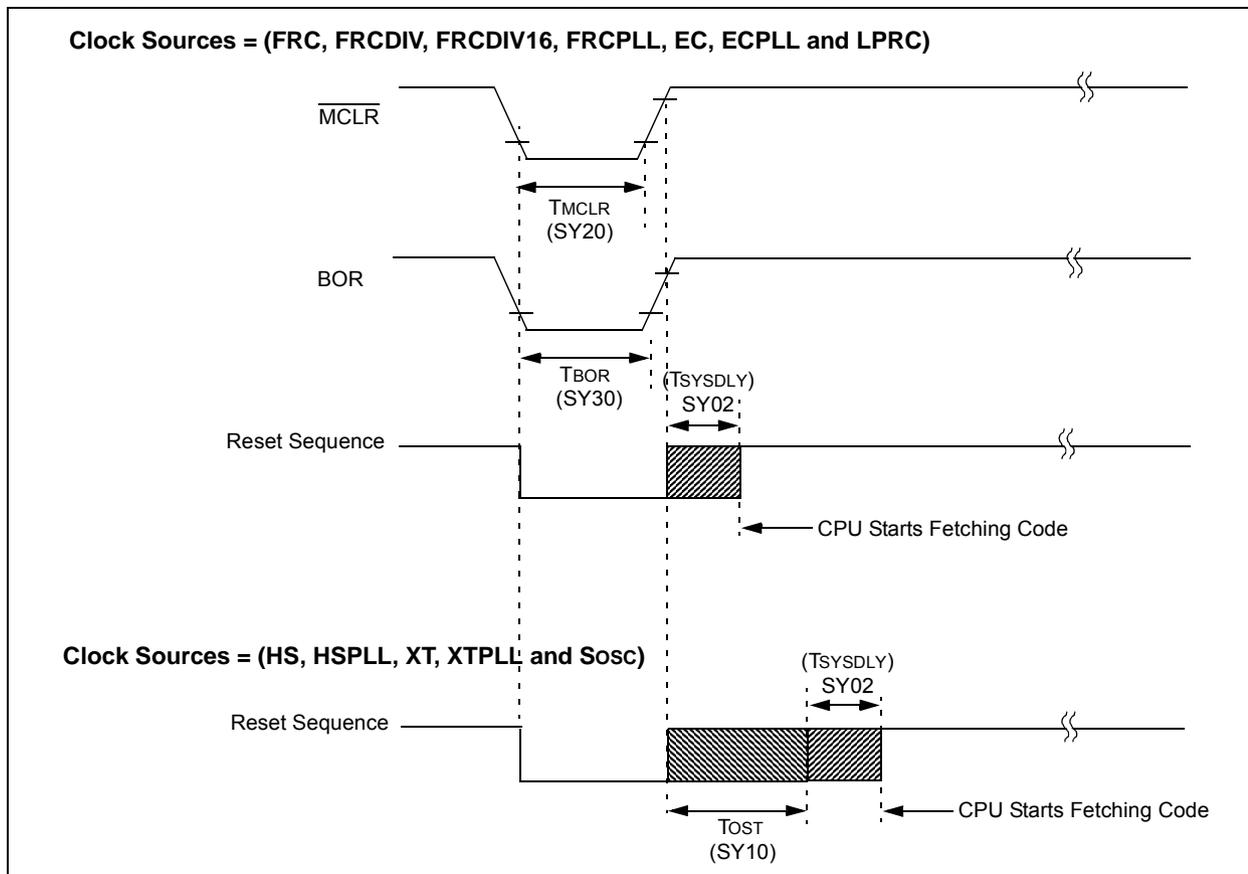 Clock Sources = (FRC, FRCDIV, FRCDIV16, FRCPLL, EC, ECPLL and LPRC)
MCLR
TMCLR
(SY20)
BOR
TBOR
(SY30)
(TSYSDLY)
SY02
Reset Sequence
CPU Starts Fetching Code
Clock Sources = (HS, HSPLL, XT, XTPLL and SOSC)
(TSYSDLY)
SY02
Reset Sequence
CPU Starts Fetching Code
TOST
(SY10)